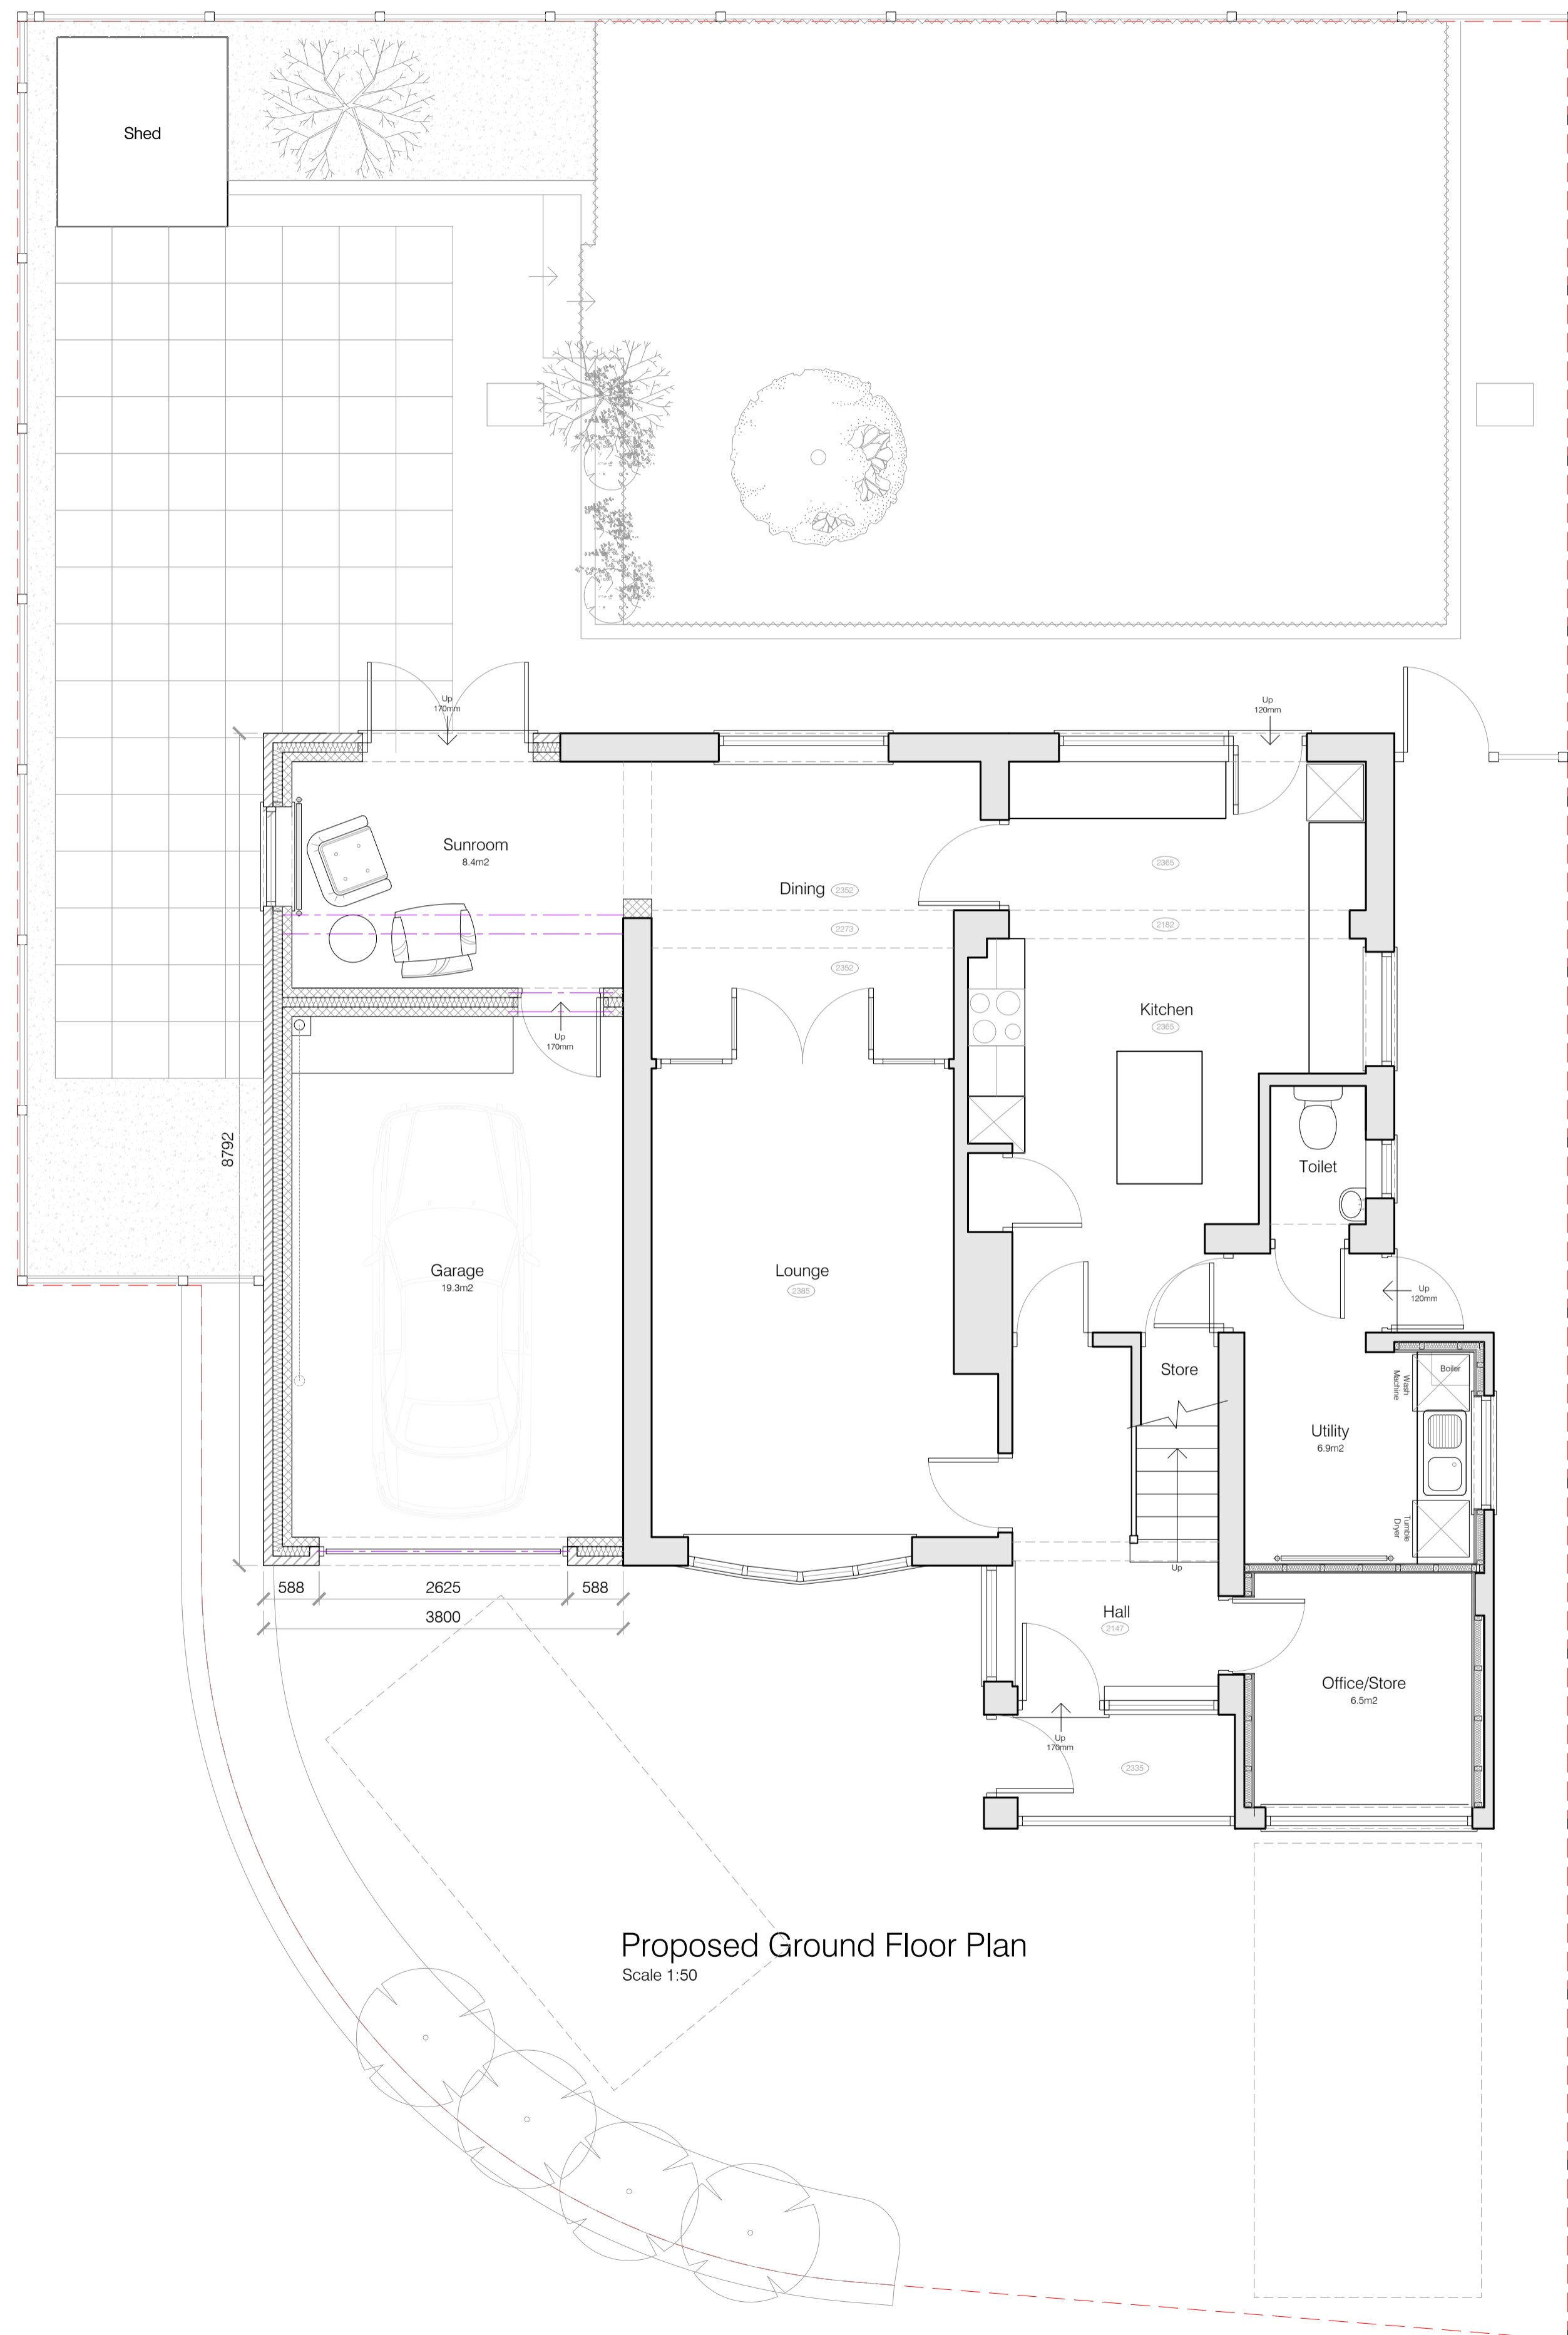 Shed
Up
170mm
Up
120mm
Sunroom
8.4m2
Dining 2352
2273
2352
2365
2182
Kitchen
2365
Up
170mm
8792
Toilet
Garage
19.3m2
Lounge
2385
Up
120mm
Store
Boiler
Wash
Machine
Utility
6.9m2
Tumble
Dryer
Up
588
2625
588
3800
Hall
2147
Office/Store
6.5m2
Up
170mm
2335
Proposed Ground Floor Plan
Scale 1:50